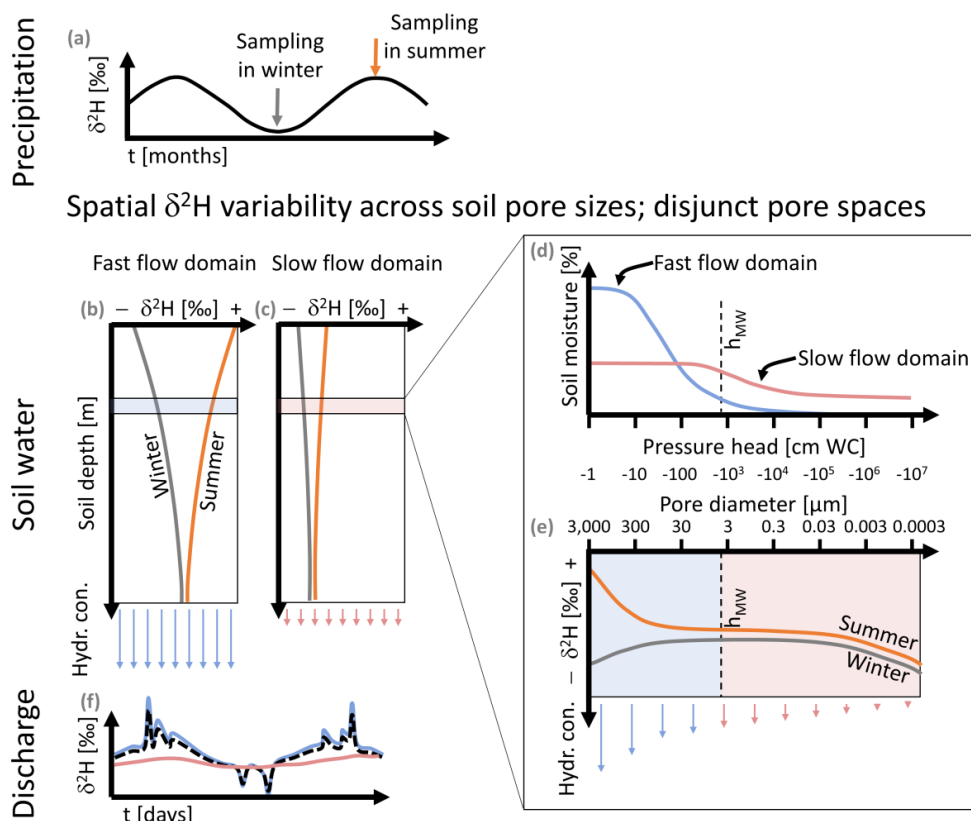 Precipitation
(a)
δ²H [‰]
Sampling
in winter
Sampling
in summer
t [months]
Spatial δ²H variability across soil pore sizes; disjunct pore spaces
Soil water
Fast flow domain
(b)
– δ²H [‰] +
Soil depth [m]
Winter
Summer
Hydr. con.
Slow flow domain
(c)
– δ²H [‰] +
(d)
Soil moisture [%]
Fast flow domain
h_MW
Slow flow domain
Pressure head [cm WC]
-1 -10 -100 -10³ -10⁴ -10⁵ -10⁶ -10⁷
Pore diameter [µm]
3,000 300 30 3 0.3 0.03 0.003 0.0003
(e)
– δ²H [‰] +
h_MW
Summer
Winter
Hydr. con.
Discharge
(f)
δ²H [‰]
t [days]